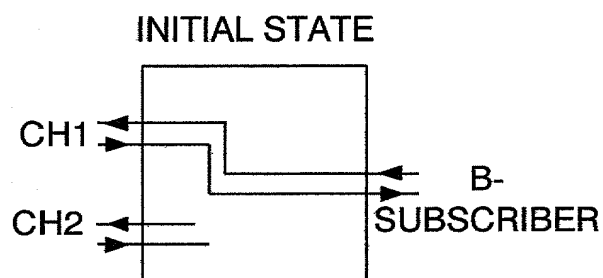 INITIAL STATE
CH1
B-
SUBSCRIBER
CH2